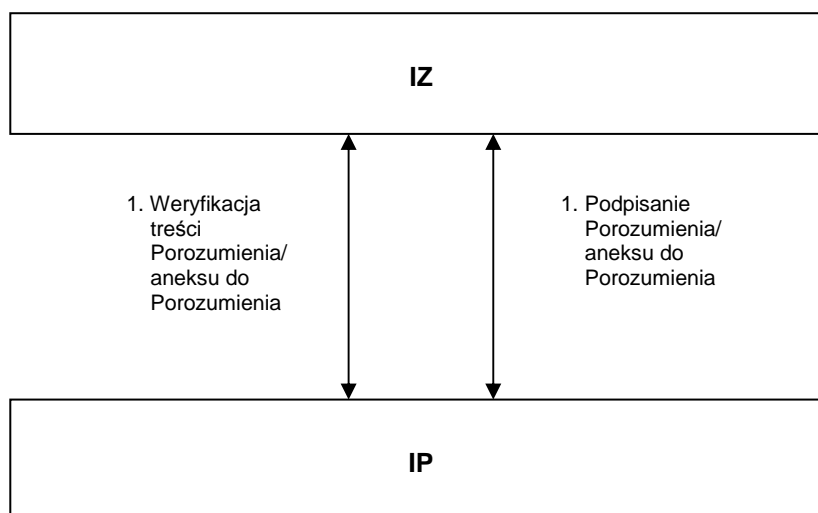 IZ
1. Weryfikacja
treści
Porozumienia/
aneksu do
Porozumienia
1. Podpisanie
Porozumienia/
aneksu do
Porozumienia
IP